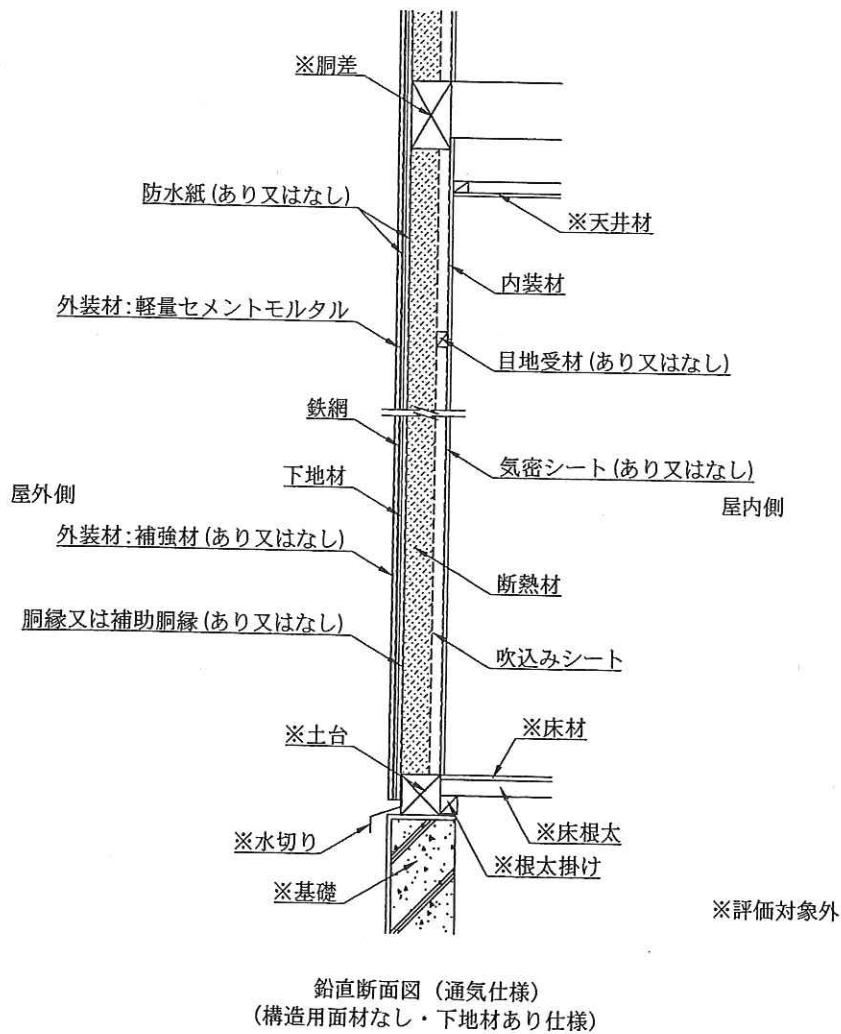 ※胴差
防水紙(あり又はなし)
※天井材
内装材
外装材:軽量セメントモルタル
目地受材(あり又はなし)
鉄網
気密シート(あり又はなし)
下地材
屋外側
屋内側
外装材:補強材(あり又はなし)
断熱材
胴縁又は補助胴縁(あり又はなし)
吹込みシート
※土台
※床材
※水切り
※床根太
※根太掛け
※基礎
※評価対象外
鉛直断面図(通気仕様)
(構造用面材なし・下地材あり仕様)